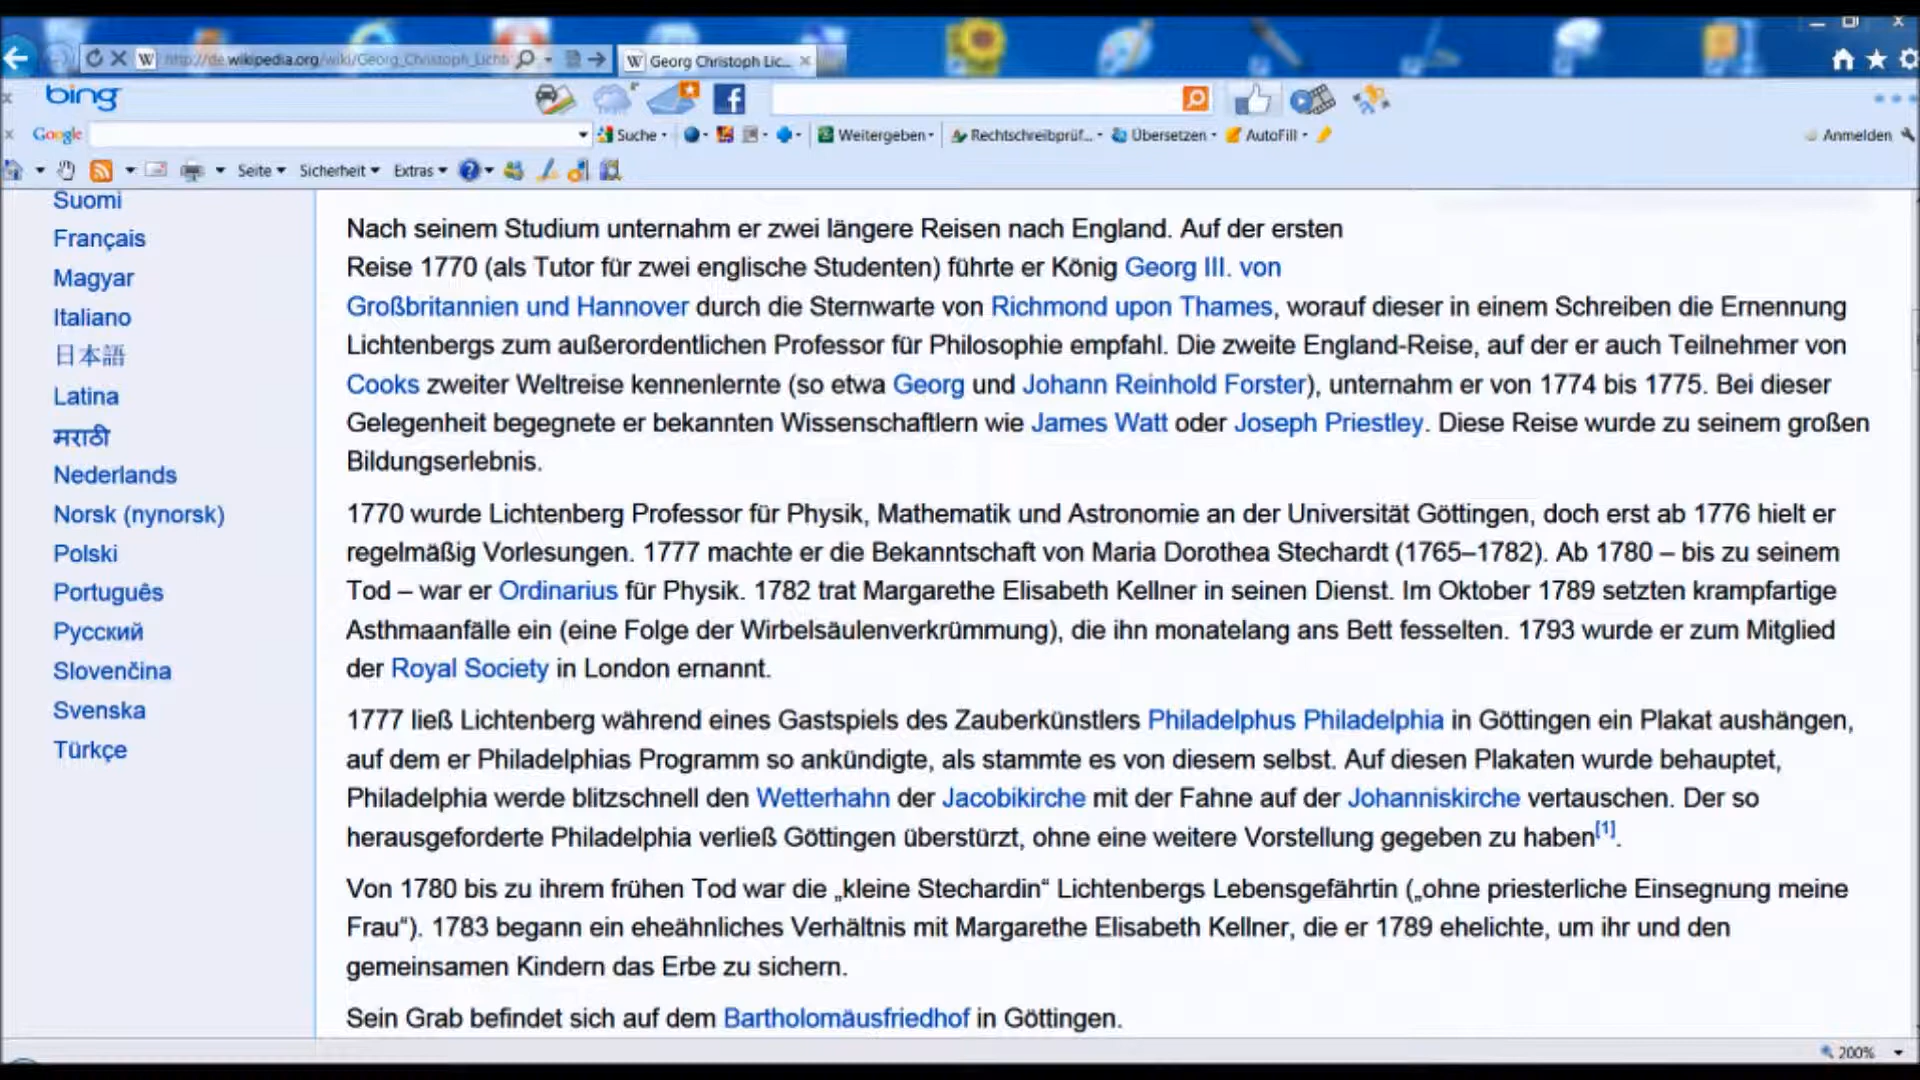 http://de.wikipedia.org/wiki/Georg_Christoph_Licht
W Georg Christoph Lic...
bing
Google
Suche
Weitergeben
Rechtschreibprüf...
Übersetzen
AutoFill
Anmelden
Seite
Sicherheit
Extras
Suomi
Français
Magyar
Italiano
日本語
Latina
मराठी
Nederlands
Norsk (nynorsk)
Polski
Português
Русский
Slovenčina
Svenska
Türkçe
Nach seinem Studium unternahm er zwei längere Reisen nach England. Auf der ersten
Reise 1770 (als Tutor für zwei englische Studenten) führte er König Georg III. von
Großbritannien und Hannover durch die Sternwarte von Richmond upon Thames, worauf dieser in einem Schreiben die Ernennung
Lichtenbergs zum außerordentlichen Professor für Philosophie empfahl. Die zweite England-Reise, auf der er auch Teilnehmer von
Cooks zweiter Weltreise kennenlernte (so etwa Georg und Johann Reinhold Forster), unternahm er von 1774 bis 1775. Bei dieser
Gelegenheit begegnete er bekannten Wissenschaftlern wie James Watt oder Joseph Priestley. Diese Reise wurde zu seinem großen
Bildungserlebnis.
1770 wurde Lichtenberg Professor für Physik, Mathematik und Astronomie an der Universität Göttingen, doch erst ab 1776 hielt er
regelmäßig Vorlesungen. 1777 machte er die Bekanntschaft von Maria Dorothea Stechardt (1765–1782). Ab 1780 – bis zu seinem
Tod – war er Ordinarius für Physik. 1782 trat Margarethe Elisabeth Kellner in seinen Dienst. Im Oktober 1789 setzten krampfartige
Asthmaanfälle ein (eine Folge der Wirbelsäulenverkrümmung), die ihn monatelang ans Bett fesselten. 1793 wurde er zum Mitglied
der Royal Society in London ernannt.
1777 ließ Lichtenberg während eines Gastspiels des Zauberkünstlers Philadelphus Philadelphia in Göttingen ein Plakat aushängen,
auf dem er Philadelphias Programm so ankündigte, als stammte es von diesem selbst. Auf diesen Plakaten wurde behauptet,
Philadelphia werde blitzschnell den Wetterhahn der Jacobikirche mit der Fahne auf der Johanniskirche vertauschen. Der so
herausgeforderte Philadelphia verließ Göttingen überstürzt, ohne eine weitere Vorstellung gegeben zu haben[1].
Von 1780 bis zu ihrem frühen Tod war die „kleine Stechardin“ Lichtenbergs Lebensgefährtin („ohne priesterliche Einsegnung meine
Frau“). 1783 begann ein eheähnliches Verhältnis mit Margarethe Elisabeth Kellner, die er 1789 ehelichte, um ihr und den
gemeinsamen Kindern das Erbe zu sichern.
Sein Grab befindet sich auf dem Bartholomäusfriedhof in Göttingen.
200%